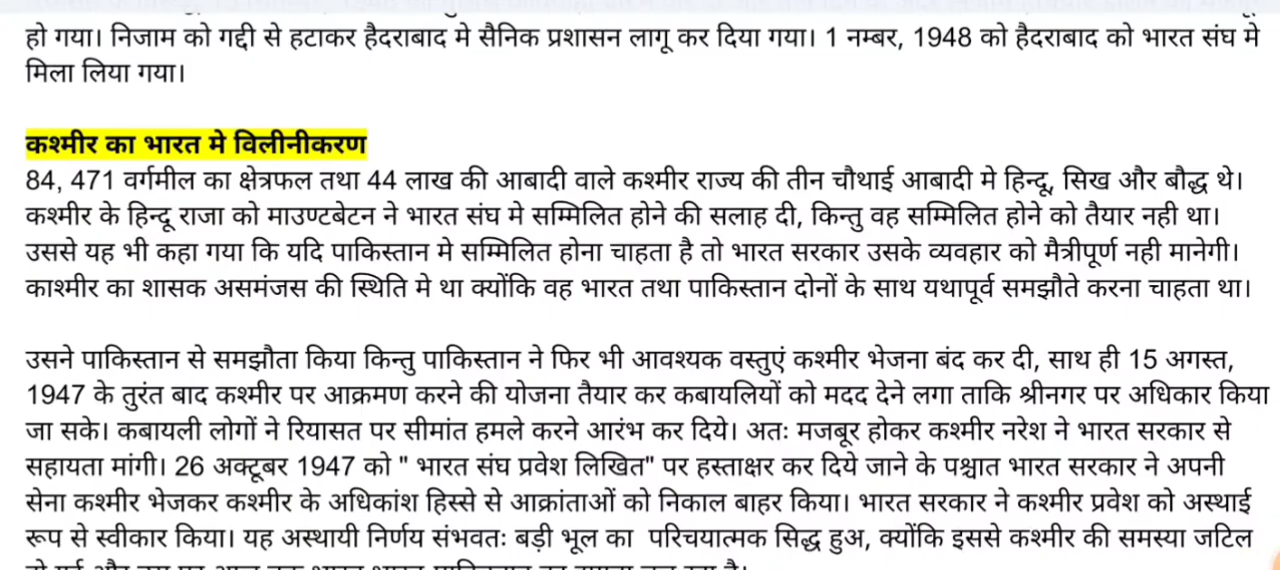 हो गया। निजाम को गद्दी से हटाकर हैदराबाद मे सैनिक प्रशासन लागू कर दिया गया। 1 नम्बर, 1948 को हैदराबाद को भारत संघ मे
मिला लिया गया।
कश्मीर का भारत मे विलीनीकरण
84, 471 वर्गमील का क्षेत्रफल तथा 44 लाख की आबादी वाले कश्मीर राज्य की तीन चौथाई आबादी मे हिन्दू, सिख और बौद्ध थे।
कश्मीर के हिन्दू राजा को माउण्टबेटन ने भारत संघ मे सम्मिलित होने की सलाह दी, किन्तु वह सम्मिलित होने को तैयार नही था।
उससे यह भी कहा गया कि यदि पाकिस्तान मे सम्मिलित होना चाहता है तो भारत सरकार उसके व्यवहार को मैत्रीपूर्ण नही मानेगी।
काश्मीर का शासक असमंजस की स्थिति मे था क्योंकि वह भारत तथा पाकिस्तान दोनों के साथ यथापूर्व समझौते करना चाहता था।
उसने पाकिस्तान से समझौता किया किन्तु पाकिस्तान ने फिर भी आवश्यक वस्तुएं कश्मीर भेजना बंद कर दी, साथ ही 15 अगस्त,
1947 के तुरंत बाद कश्मीर पर आक्रमण करने की योजना तैयार कर कबायलियों को मदद देने लगा ताकि श्रीनगर पर अधिकार किया
जा सके। कबायली लोगों ने रियासत पर सीमांत हमले करने आरंभ कर दिये। अतः मजबूर होकर कश्मीर नरेश ने भारत सरकार से
सहायता मांगी। 26 अक्टूबर 1947 को " भारत संघ प्रवेश लिखित" पर हस्ताक्षर कर दिये जाने के पश्चात भारत सरकार ने अपनी
सेना कश्मीर भेजकर कश्मीर के अधिकांश हिस्से से आक्रांताओं को निकाल बाहर किया। भारत सरकार ने कश्मीर प्रवेश को अस्थाई
रूप से स्वीकार किया। यह अस्थायी निर्णय संभवतः बड़ी भूल का परिचयात्मक सिद्ध हुअ, क्योंकि इससे कश्मीर की समस्या जटिल